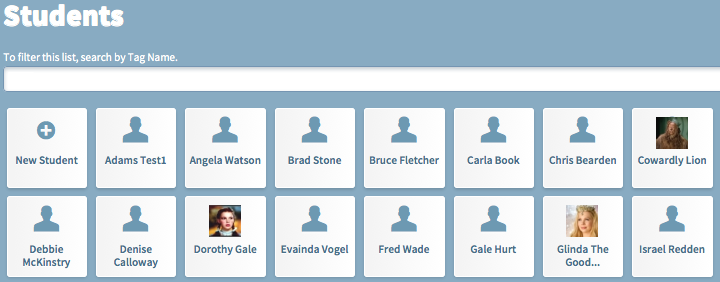 Students
To filter this list, search by Tag Name.
New Student
Adams Test1
Angela Watson
Brad Stone
Bruce Fletcher
Carla Book
Chris Bearden
Cowardly Lion
Debbie
McKinstry
Denise
Calloway
Dorothy Gale
Evainda Vogel
Fred Wade
Gale Hurt
Glinda The
Good...
Israel Redden